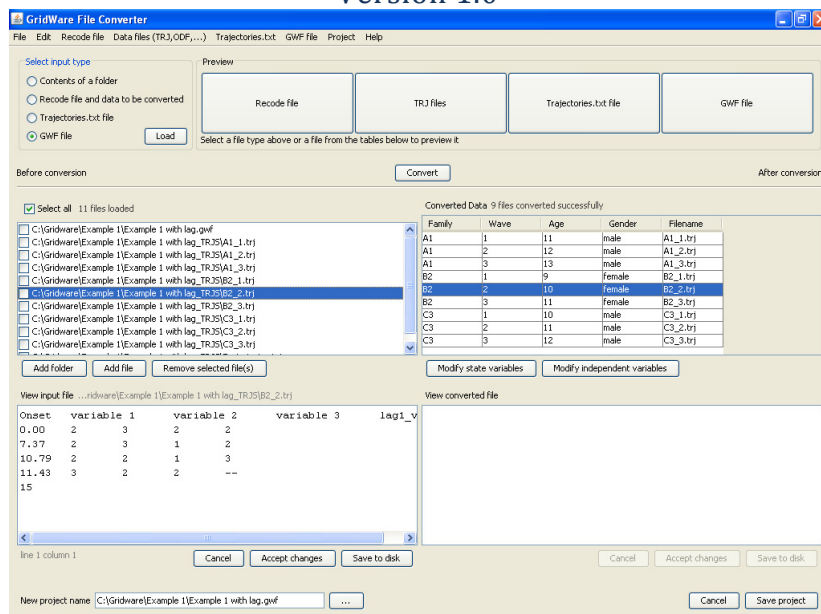 Version 1.0
GridWare File Converter
File Edit Recode file Data files (TRJ,ODF,...) Trajectories.txt GWF file Project Help
Select input type
Contents of a folder
Recode file and data to be converted
Trajectories.txt file
GWF file
Load
Preview
Recode file
TRJ files
Trajectories.txt file
GWF file
Select a file type above or a file from the tables below to preview it
Before conversion
Convert
After conversion
Select all 11 files loaded
C:\Gridware\Example 1\Example 1 with lag.gwf
C:\Gridware\Example 1\Example 1 with lag_TRJS\A1_1.trj
C:\Gridware\Example 1\Example 1 with lag_TRJS\A1_2.trj
C:\Gridware\Example 1\Example 1 with lag_TRJS\A1_3.trj
C:\Gridware\Example 1\Example 1 with lag_TRJS\B2_1.trj
C:\Gridware\Example 1\Example 1 with lag_TRJS\B2_2.trj
C:\Gridware\Example 1\Example 1 with lag_TRJS\B2_3.trj
C:\Gridware\Example 1\Example 1 with lag_TRJS\C3_1.trj
C:\Gridware\Example 1\Example 1 with lag_TRJS\C3_2.trj
C:\Gridware\Example 1\Example 1 with lag_TRJS\C3_3.trj
Add folder
Add file
Remove selected file(s)
Converted Data 9 files converted successfully
Family Wave Age Gender Filename
A1 1 11 male A1_1.trj
A1 2 12 male A1_2.trj
A1 3 13 male A1_3.trj
B2 1 9 female B2_1.trj
B2 2 10 female B2_2.trj
B2 3 11 female B2_3.trj
C3 1 10 male C3_1.trj
C3 2 11 male C3_2.trj
C3 3 12 male C3_3.trj
Modify state variables
Modify independent variables
View input file ...ridware\Example 1\Example 1 with lag_TRJS\B2_2.trj
Onset variable 1 variable 2 variable 3 lag1_v
0.00 2 3 2 2
7.37 2 3 1 2
10.79 2 2 1 3
11.43 3 2 2 --
15
line 1 column 1
Cancel
Accept changes
Save to disk
View converted file
Cancel
Accept changes
Save to disk
New project name C:\Gridware\Example 1\Example 1 with lag.gwf
...
Cancel
Save project